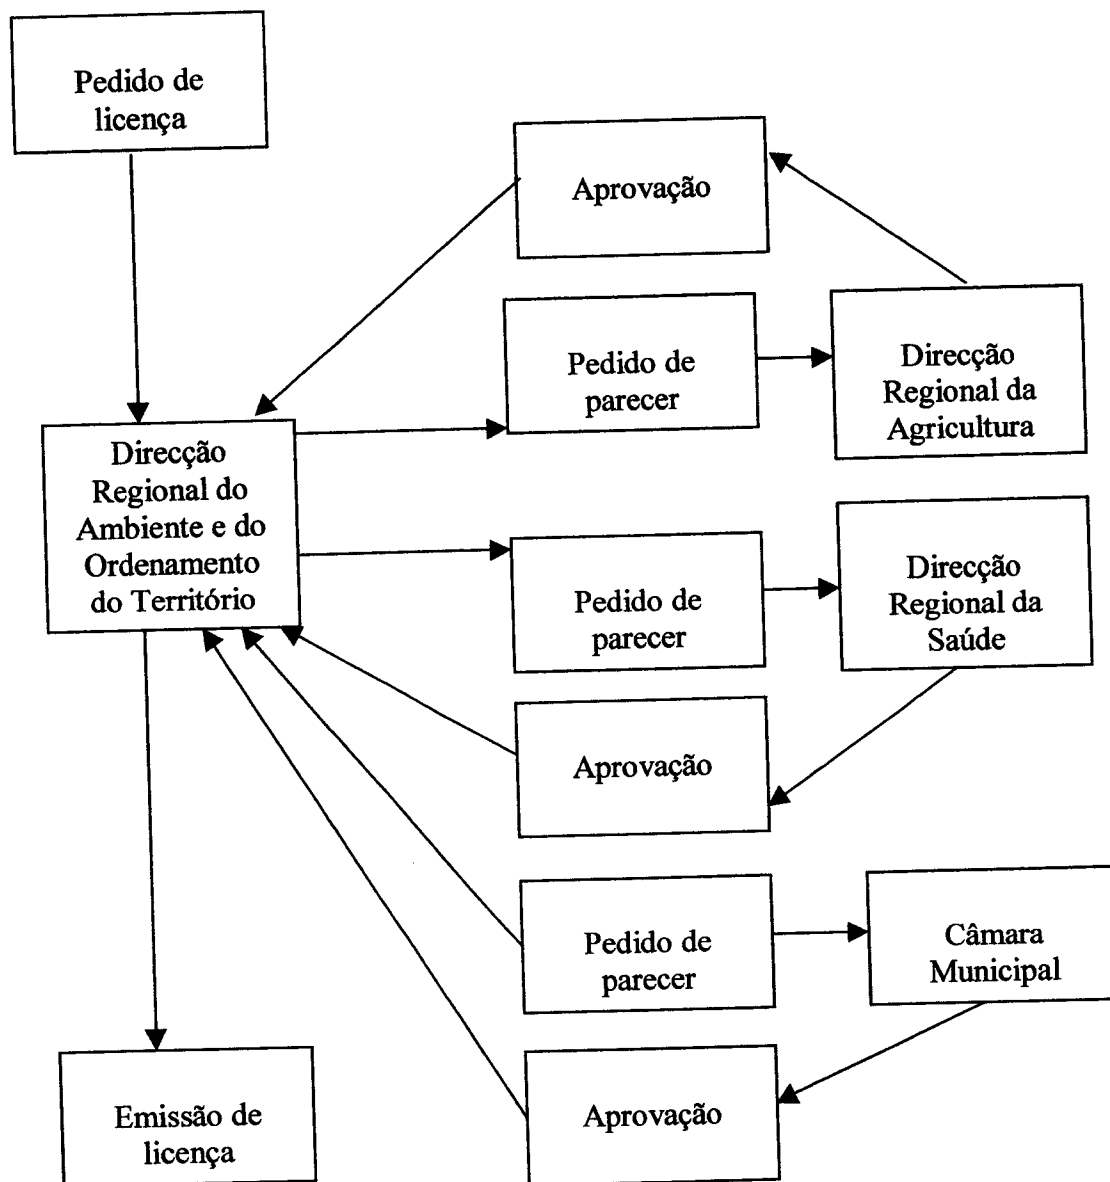 Pedido de
licença
Aprovação
Pedido de
parecer
Direcção
Regional da
Agricultura
Direcção
Regional do
Ambiente e do
Ordenamento
do Território
Pedido de
parecer
Direcção
Regional da
Saúde
Aprovação
Pedido de
parecer
Câmara
Municipal
Emissão de
licença
Aprovação